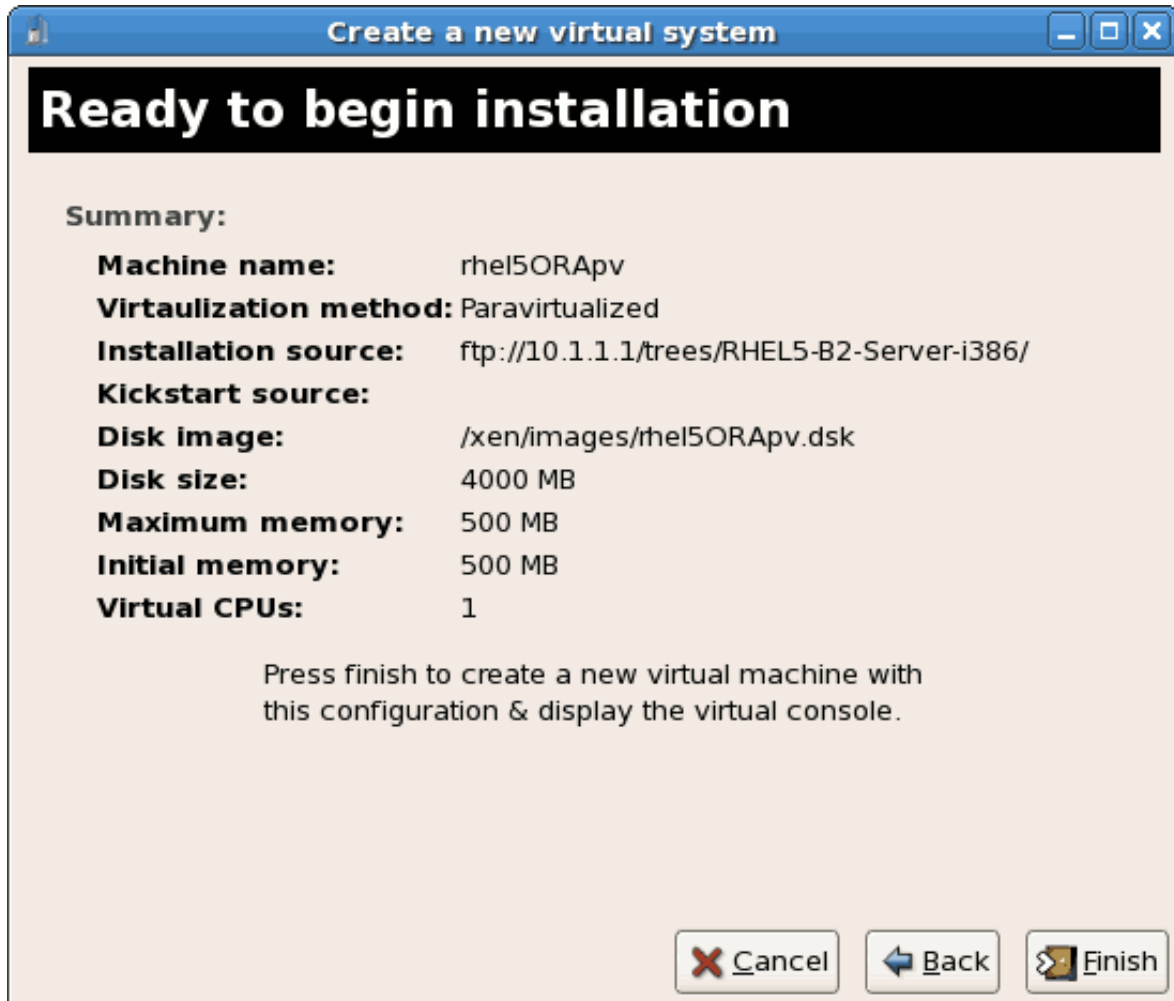 Create a new virtual system
Ready to begin installation
Summary:
Machine name: rhel5ORApv
Virtaulization method: Paravirtualized
Installation source: ftp://10.1.1.1/trees/RHEL5-B2-Server-i386/
Kickstart source:
Disk image: /xen/images/rhel5ORApv.dsk
Disk size: 4000 MB
Maximum memory: 500 MB
Initial memory: 500 MB
Virtual CPUs: 1
Press finish to create a new virtual machine with
this configuration & display the virtual console.
Cancel Back Finish